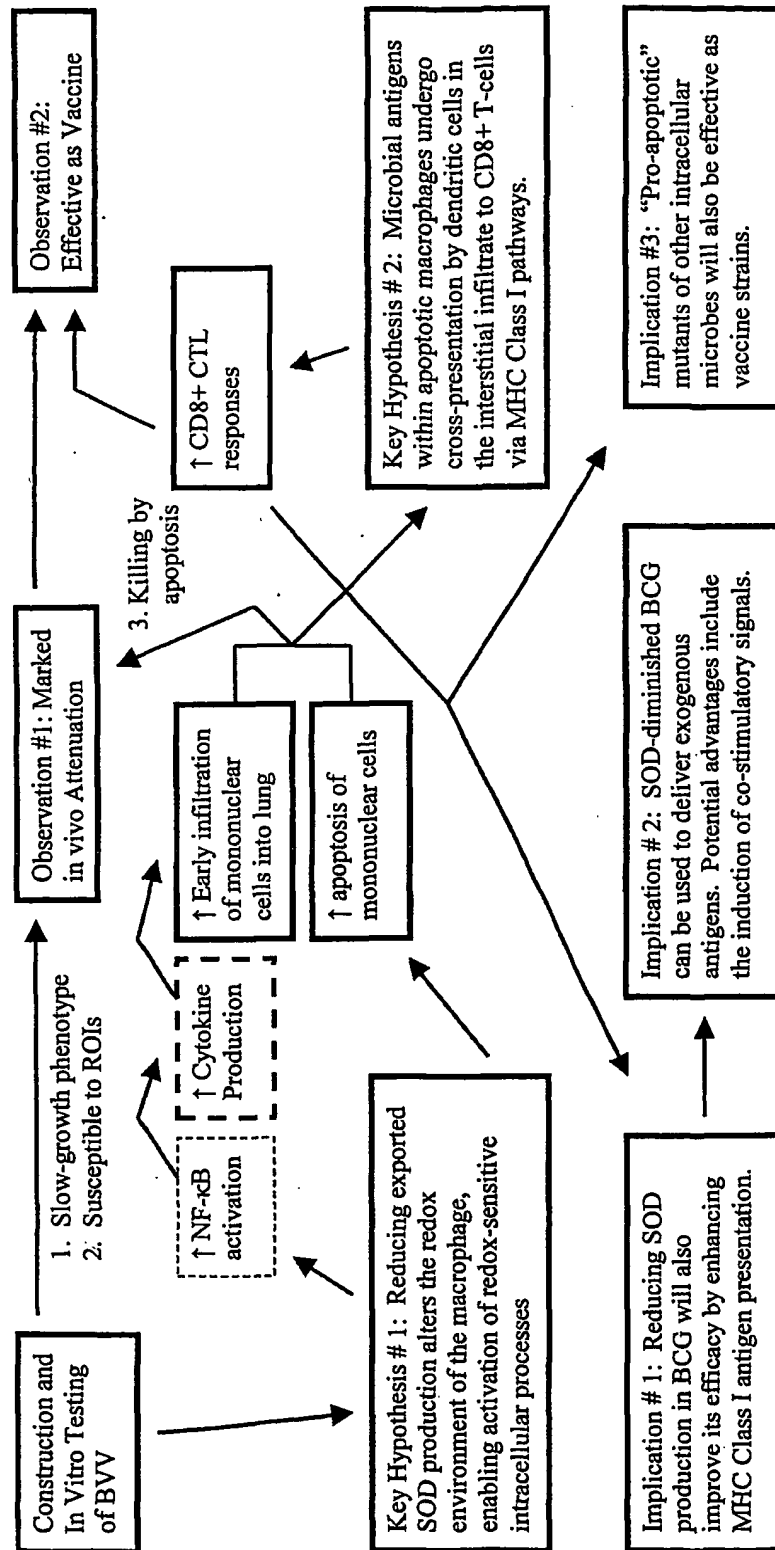 Construction and
In Vitro Testing
of BVV
1. Slow-growth phenotype
2. Susceptible to ROIs
Observation #1: Marked
in vivo Attenuation
Observation #2:
Effective as Vaccine
↑ NF-κB
activation
↑ Cytokine
Production
↑ Early infiltration
of mononuclear
cells into lung
↑ apoptosis of
mononuclear cells
3. Killing by
apoptosis
↑ CD8+ CTL
responses
Key Hypothesis # 1: Reducing exported
SOD production alters the redox
environment of the macrophage,
enabling activation of redox-sensitive
intracellular processes
Key Hypothesis # 2: Microbial antigens
within apoptotic macrophages undergo
cross-presentation by dendritic cells in
the interstitial infiltrate to CD8+ T-cells
via MHC Class I pathways.
Implication # 1: Reducing SOD
production in BCG will also
improve its efficacy by enhancing
MHC Class I antigen presentation.
Implication # 2: SOD-diminished BCG
can be used to deliver exogenous
antigens. Potential advantages include
the induction of co-stimulatory signals.
Implication #3: “Pro-apoptotic”
mutants of other intracellular
microbes will also be effective as
vaccine strains.